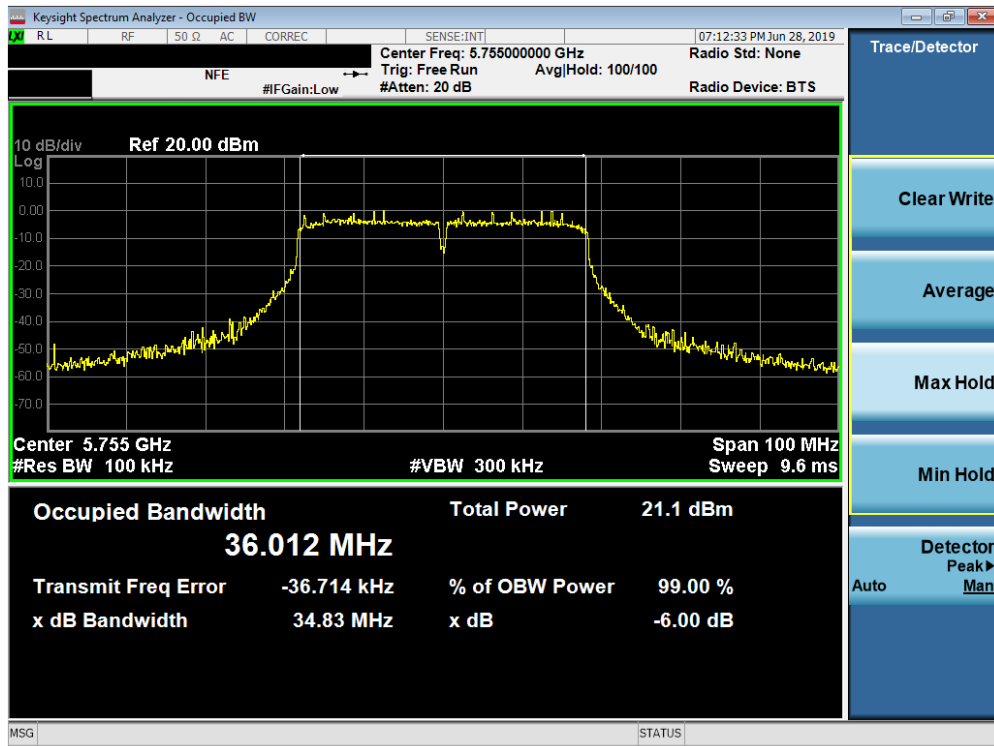 Keysight Spectrum Analyzer - Occupied BW
LXI RL RF 50 Ω AC CORREC SENSE:INT 07:12:33 PM Jun 28, 2019
Center Freq: 5.755000000 GHz Radio Std: None
NFE Trig: Free Run Avg|Hold: 100/100
#IFGain:Low #Atten: 20 dB Radio Device: BTS
10 dB/div Ref 20.00 dBm
Log
10.0
0.00
-10.0
-20.0
-30.0
-40.0
-50.0
-60.0
-70.0
Center 5.755 GHz Span 100 MHz
#Res BW 100 kHz #VBW 300 kHz Sweep 9.6 ms
Occupied Bandwidth Total Power 21.1 dBm
36.012 MHz
Transmit Freq Error -36.714 kHz % of OBW Power 99.00 %
x dB Bandwidth 34.83 MHz x dB -6.00 dB
Trace/Detector
Clear Write
Average
Max Hold
Min Hold
Detector
Peak▶
Auto Man
MSG STATUS